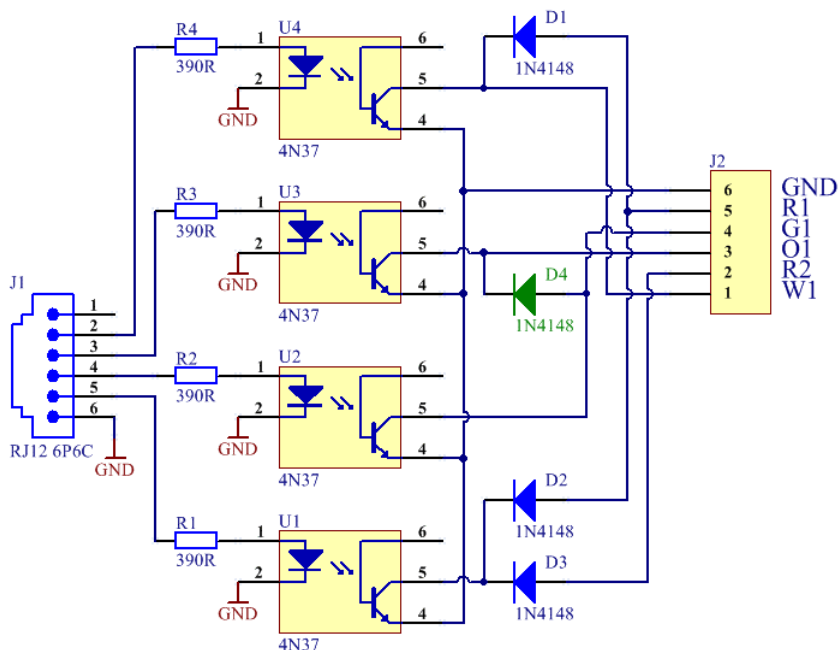 R4
390R
1
2
GND
U4
6
5
4
4N37
D1
1N4148
R3
390R
1
2
GND
U3
6
5
4
4N37
D4
1N4148
J2
6 GND
5 R1
4 G1
3 O1
2 R2
1 W1
J1
1
2
3
4
5
6
RJ12 6P6C
GND
R2
390R
1
2
GND
U2
6
5
4
4N37
R1
390R
1
2
GND
U1
6
5
4
4N37
D2
1N4148
D3
1N4148